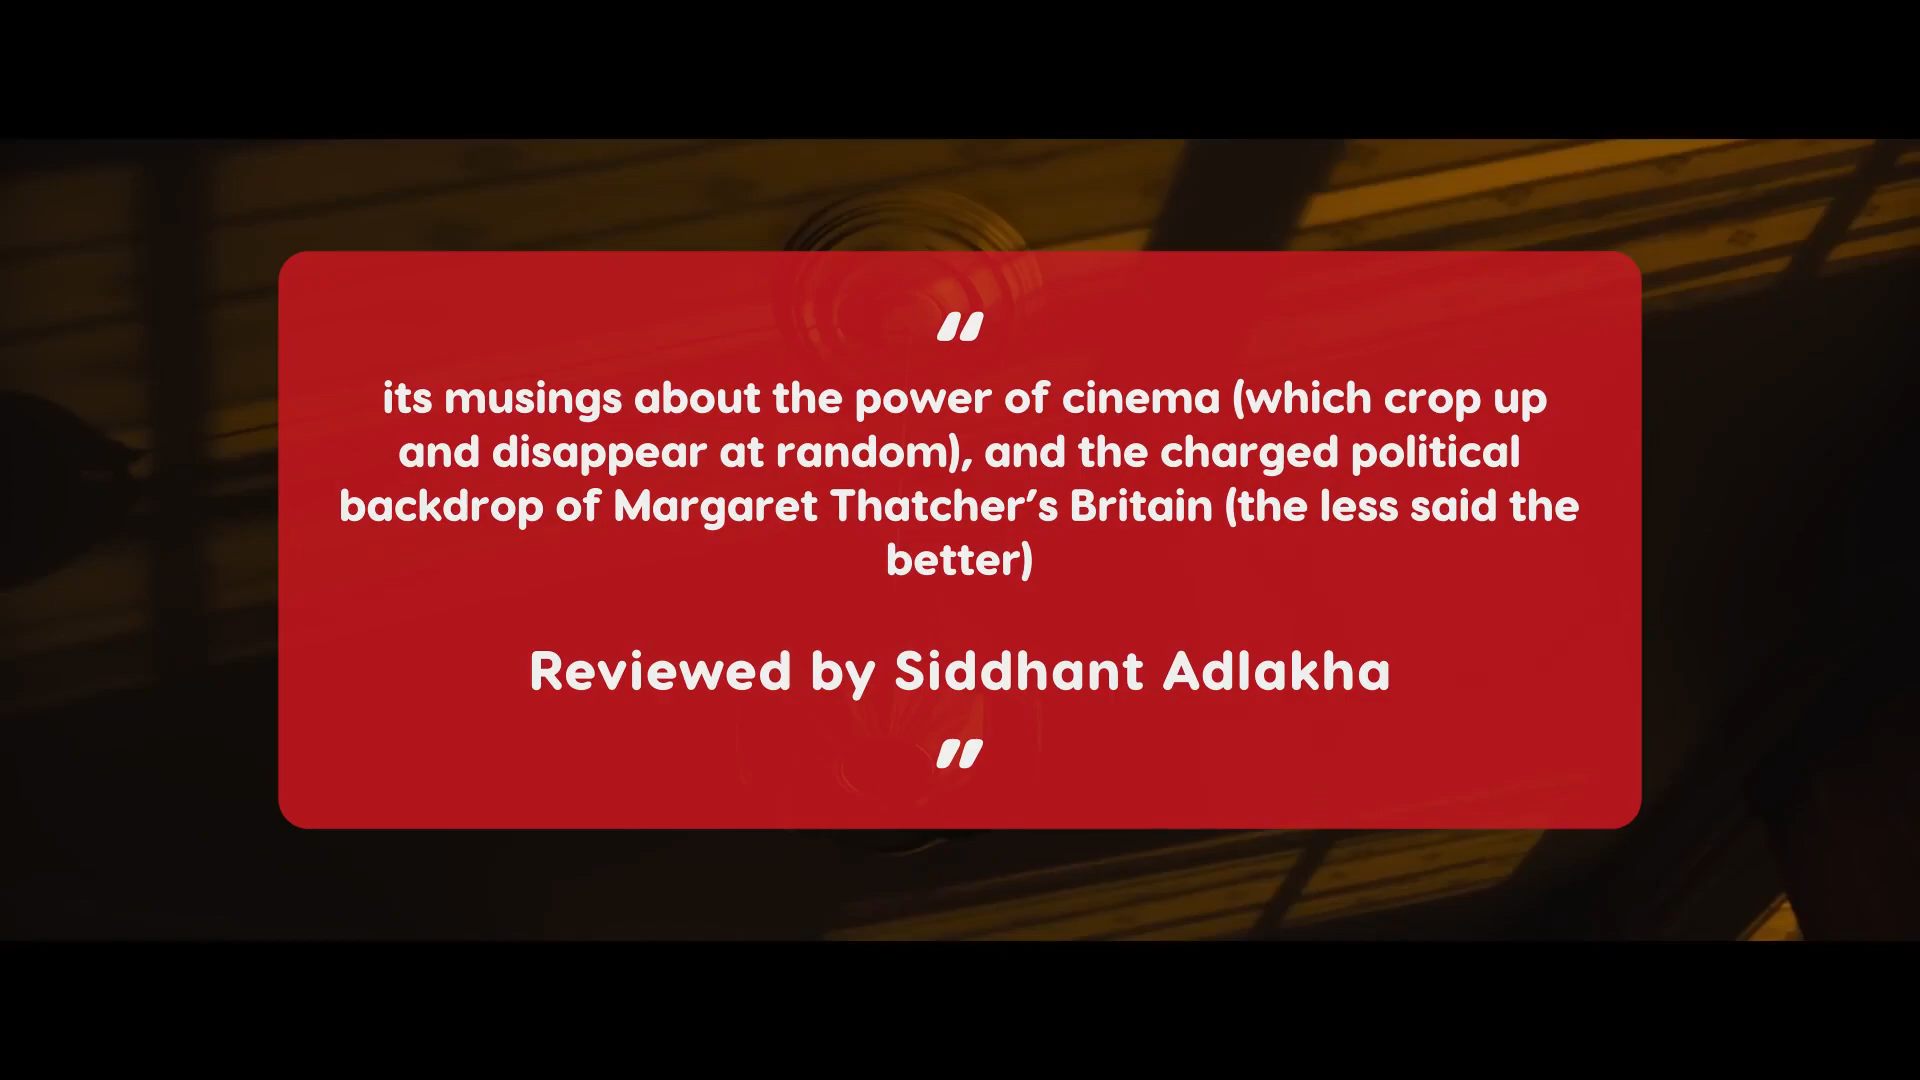 “
its musings about the power of cinema (which crop up
and disappear at random), and the charged political
backdrop of Margaret Thatcher’s Britain (the less said the
better)
Reviewed by Siddhant Adlakha
”